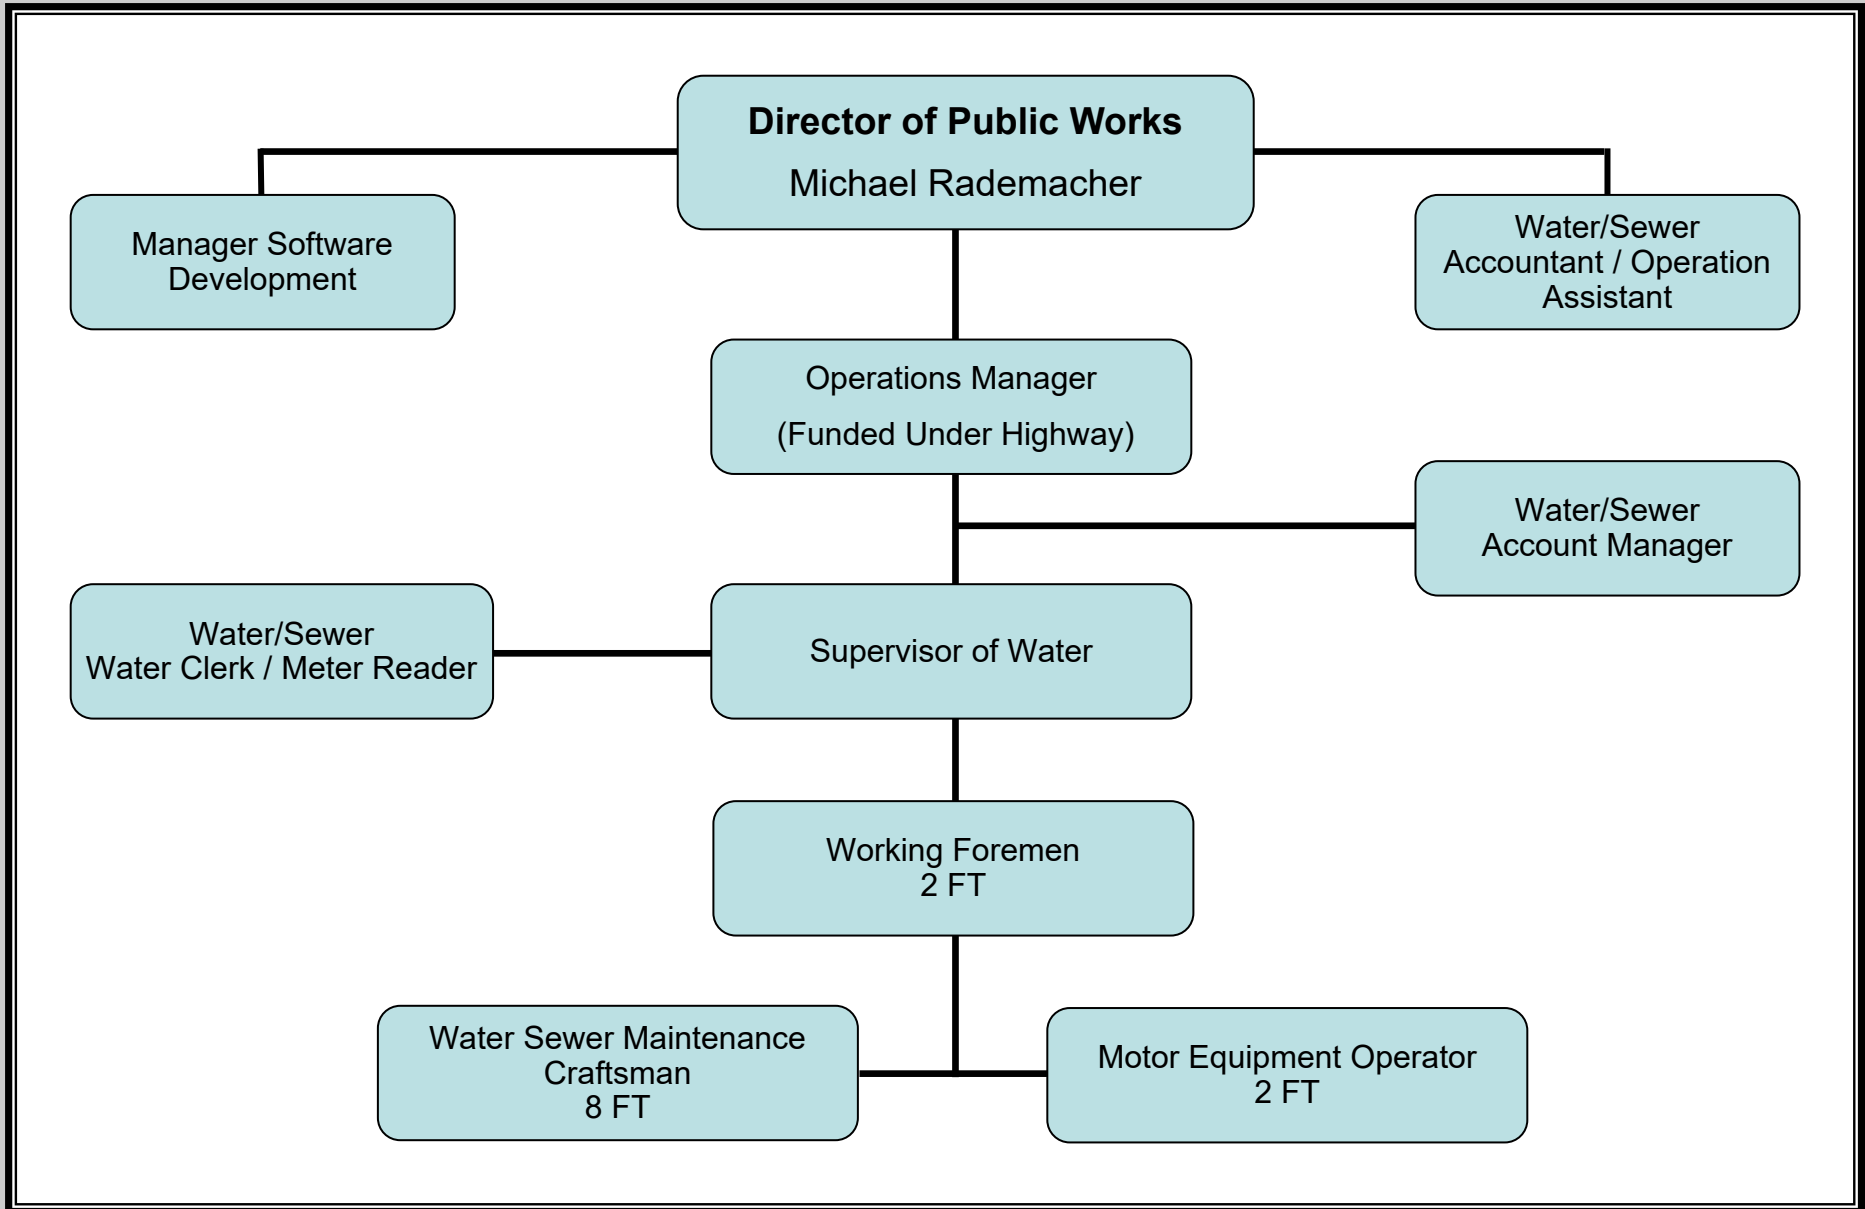 Director of Public Works
Michael Rademacher
Manager Software
Development
Water/Sewer
Accountant / Operation
Assistant
Operations Manager
(Funded Under Highway)
Water/Sewer
Account Manager
Water/Sewer
Water Clerk / Meter Reader
Supervisor of Water
Working Foremen
2 FT
Water Sewer Maintenance
Craftsman
8 FT
Motor Equipment Operator
2 FT